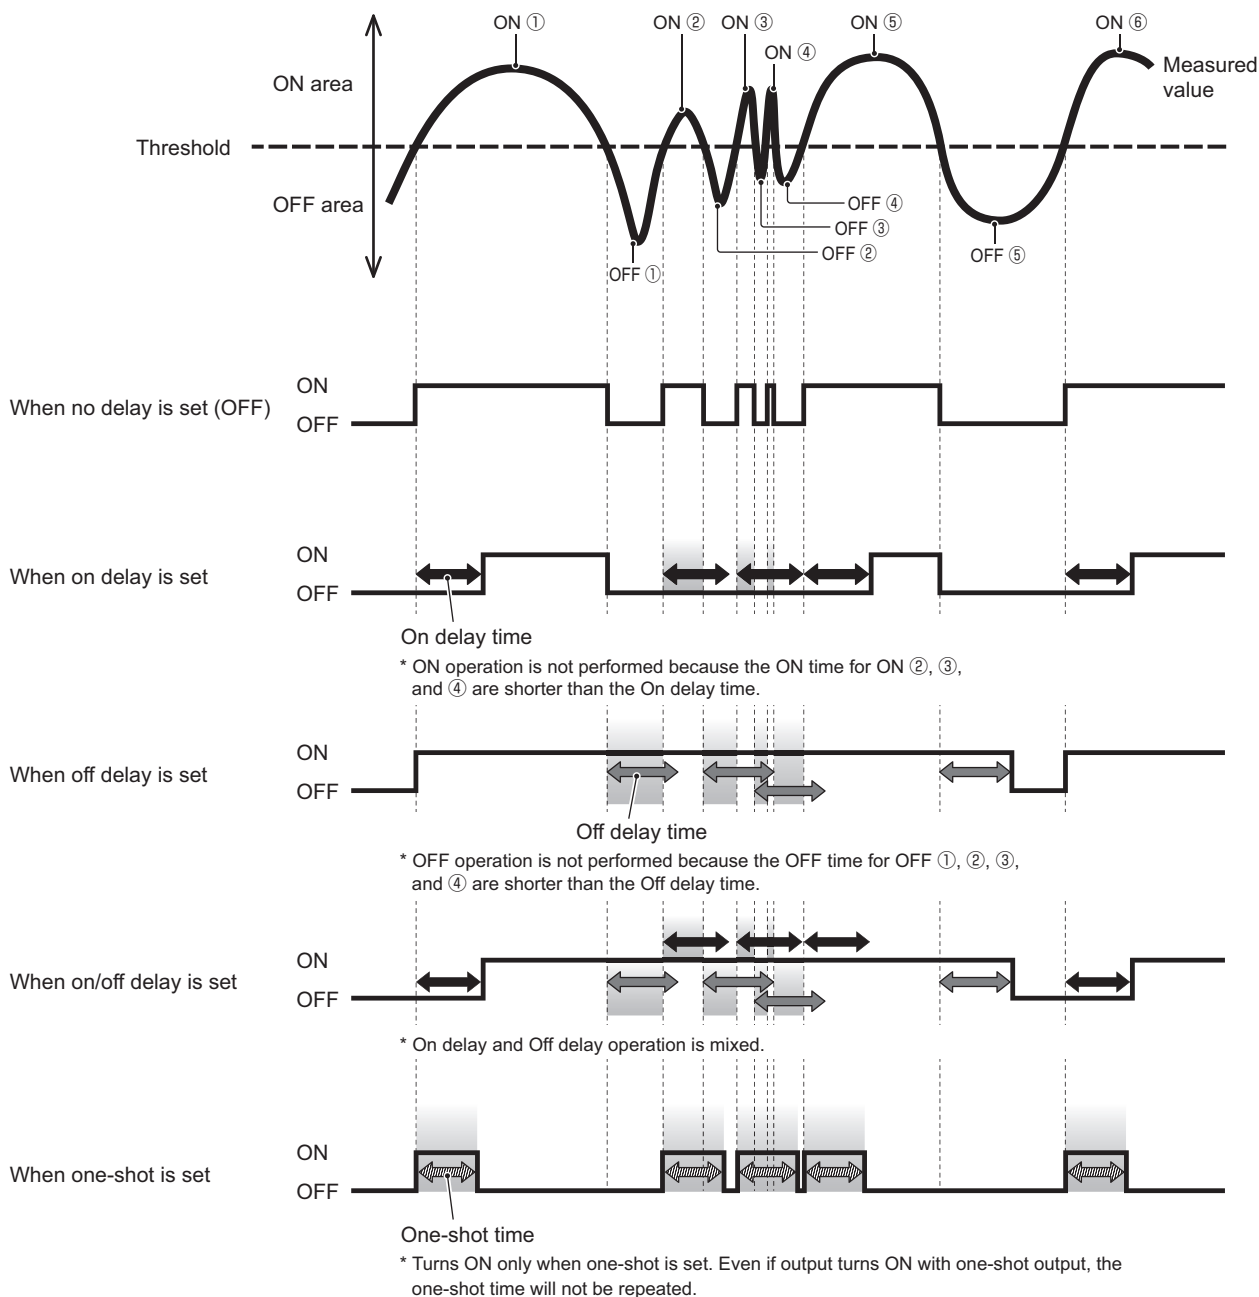 ON ①
ON ②
ON ③
ON ④
ON ⑤
ON ⑥
ON area
Measured
value
Threshold
OFF area
OFF ④
OFF ③
OFF ②
OFF ⑤
OFF ①
ON
When no delay is set (OFF)
OFF
ON
When on delay is set
OFF
On delay time
* ON operation is not performed because the ON time for ON ②, ③,
and ④ are shorter than the On delay time.
ON
When off delay is set
OFF
Off delay time
* OFF operation is not performed because the OFF time for OFF ①, ②, ③,
and ④ are shorter than the Off delay time.
ON
When on/off delay is set
OFF
* On delay and Off delay operation is mixed.
ON
When one-shot is set
OFF
One-shot time
* Turns ON only when one-shot is set. Even if output turns ON with one-shot output, the
one-shot time will not be repeated.